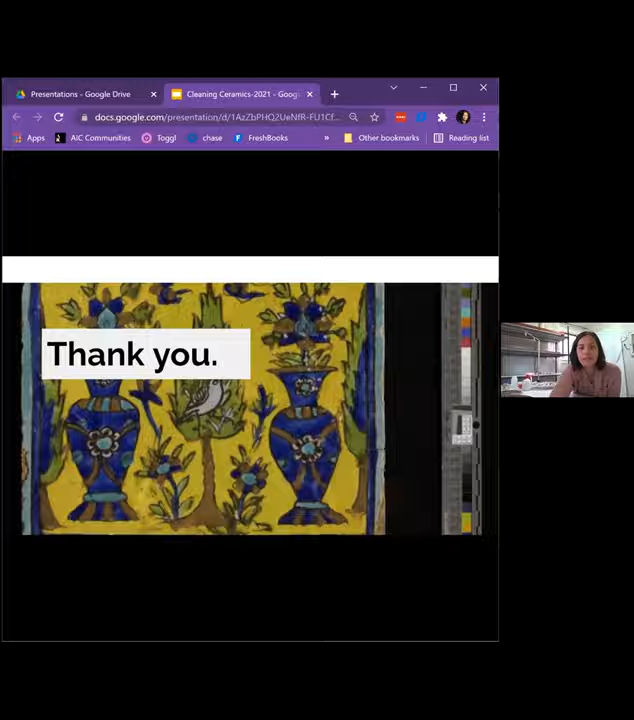 Presentations - Google Drive
Cleaning Ceramics-2021 - Goog
docs.google.com/presentation/d/1AzZbPHQ2UeNfR-FU1Cf...
Apps
AIC Communities
Toggl
chase
FreshBooks
»
Other bookmarks
Reading list
Thank you.